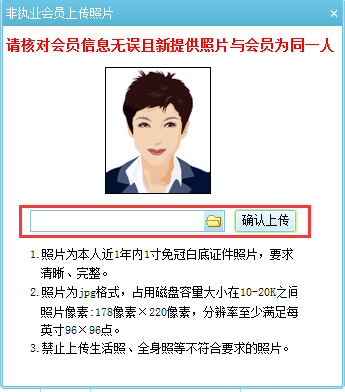 非执业会员上传照片
请核对会员信息无误且新提供照片与会员为同一人
确认上传
1.照片为本人近1年内1寸免冠白底证件照片，要求
清晰、完整。
2.照片为jpg格式，占用磁盘容量大小在10-20K之间
照片像素:178像素×220像素，分辨率至少满足每
英寸96×96点。
3.禁止上传生活照、全身照等不符合要求的照片。